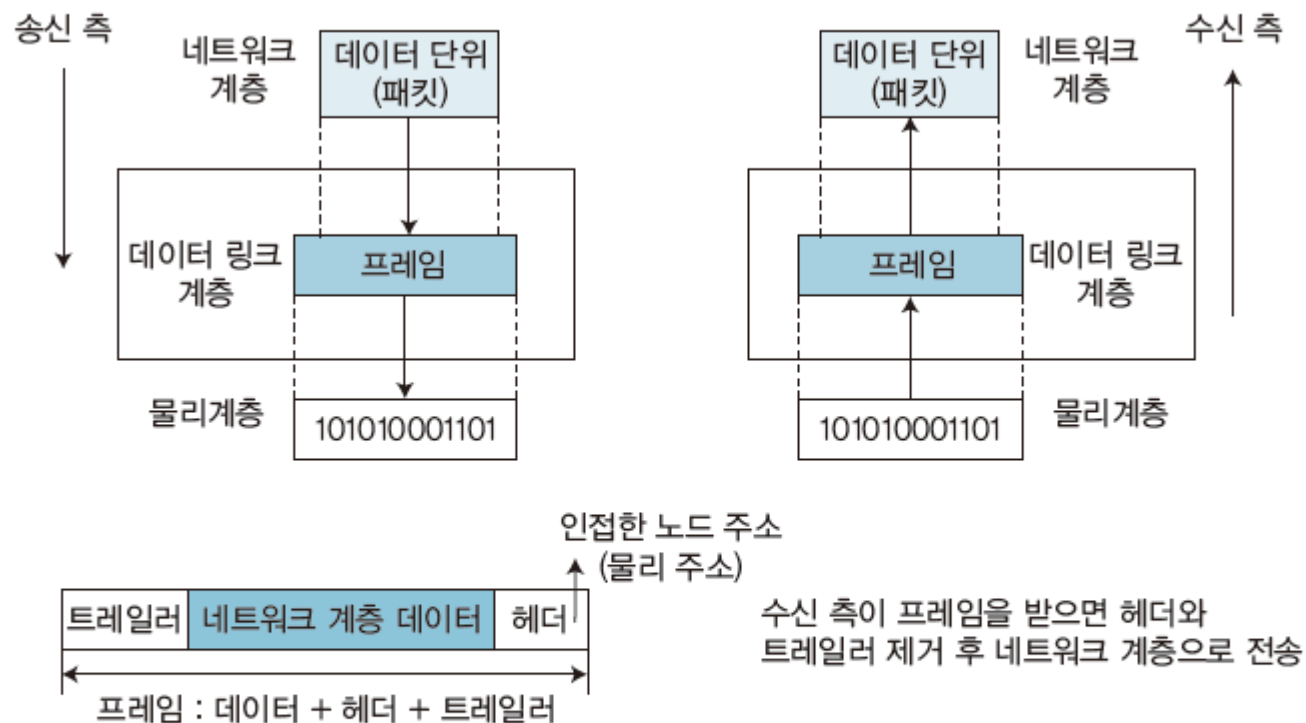 송신 측
네트워크
계층
데이터 단위
(패킷)
데이터 링크
계층
프레임
물리계층
101010001101
수신 측
데이터 단위
(패킷)
네트워크
계층
프레임
데이터 링크
계층
101010001101
물리계층
인접한 노드 주소
(물리 주소)
트레일러 네트워크 계층 데이터 헤더
프레임 : 데이터 + 헤더 + 트레일러
수신 측이 프레임을 받으면 헤더와
트레일러 제거 후 네트워크 계층으로 전송